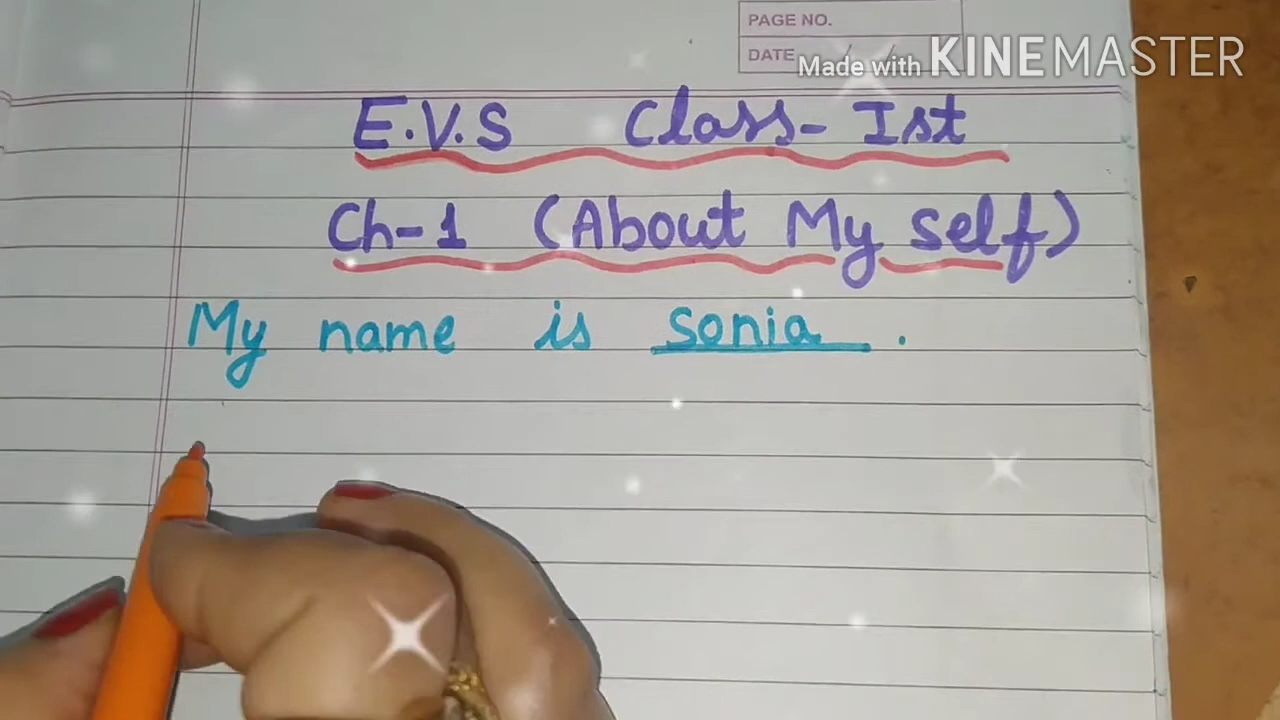 PAGE NO.
DATE / /
Made with KINEMASTER
E.V.S Class- Ist
Ch-1 (About My self)
My name is sonia .